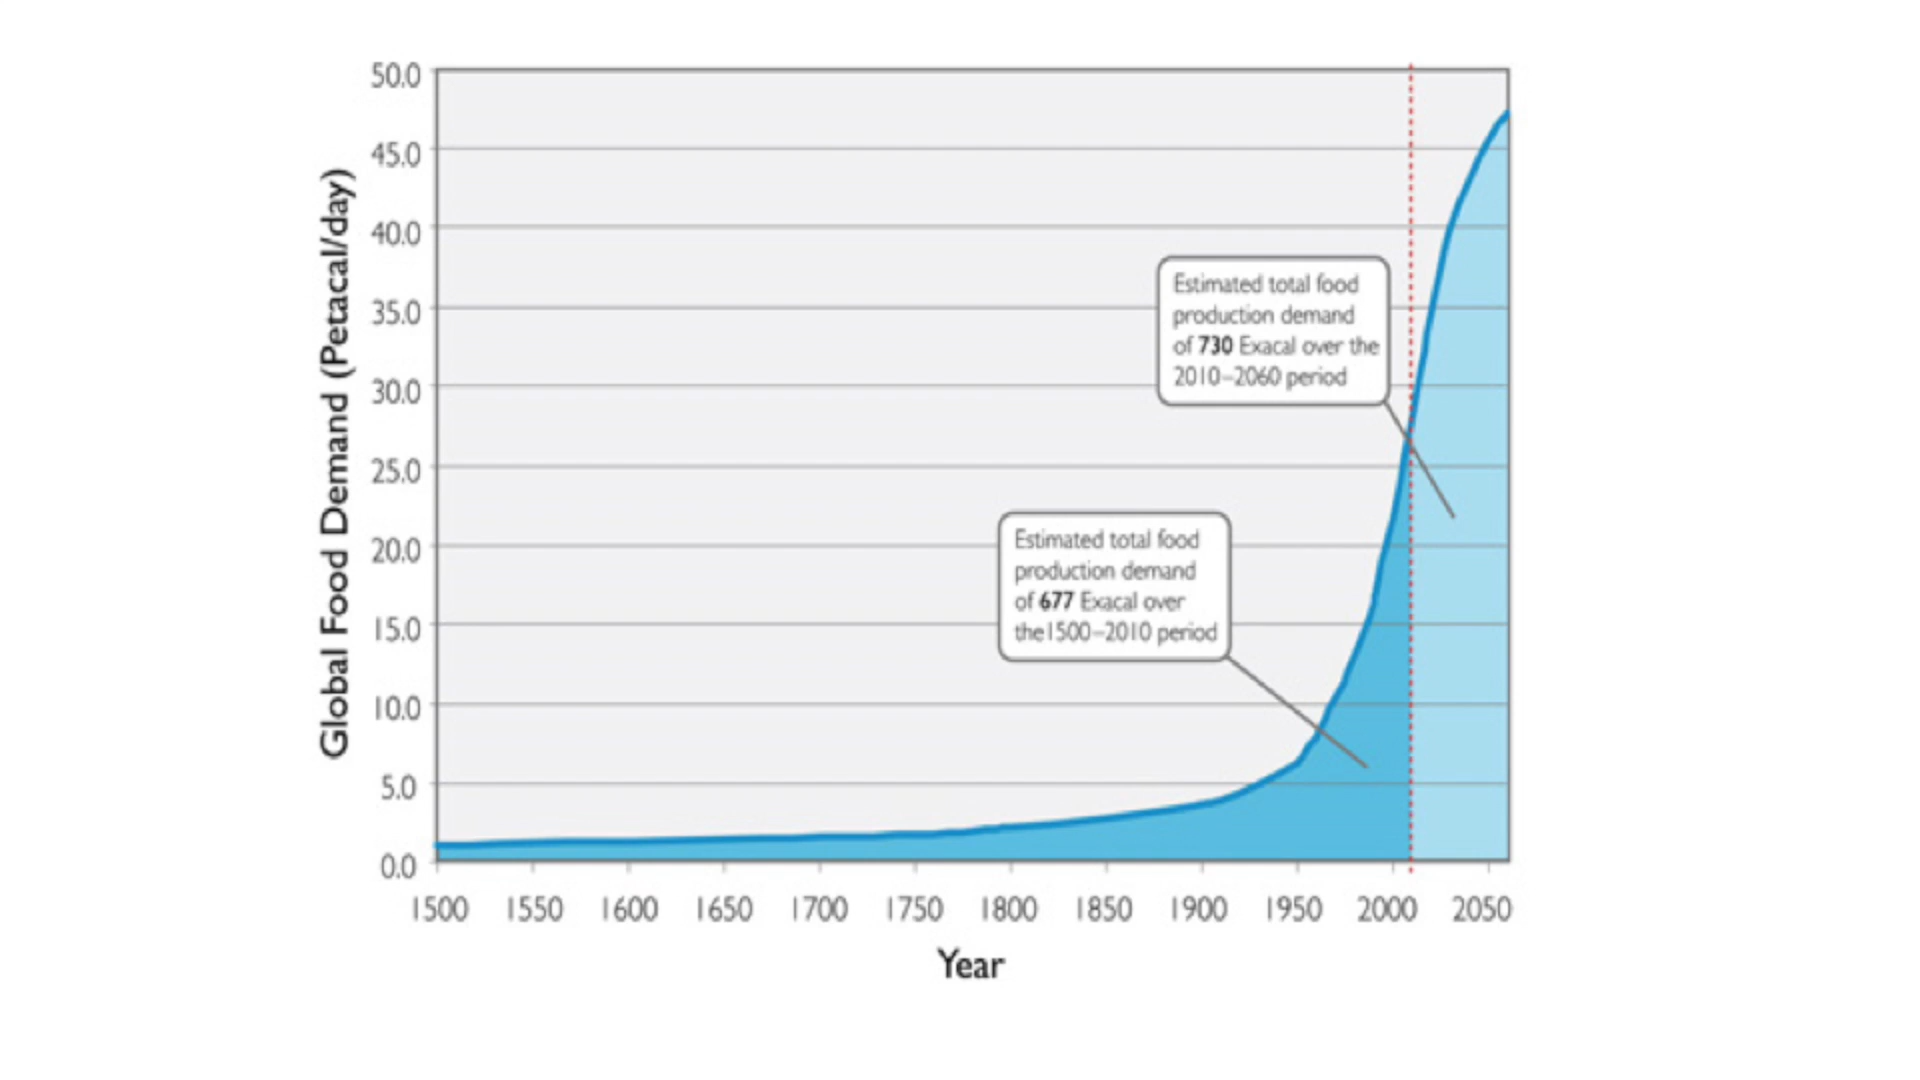 50.0
45.0
40.0
35.0
30.0
25.0
20.0
15.0
10.0
5.0
0.0
Global Food Demand (Petacal/day)
Estimated total food
production demand
of 730 Exacal over the
2010–2060 period
Estimated total food
production demand
of 677 Exacal over
the1500–2010 period
1500 1550 1600 1650 1700 1750 1800 1850 1900 1950 2000 2050
Year